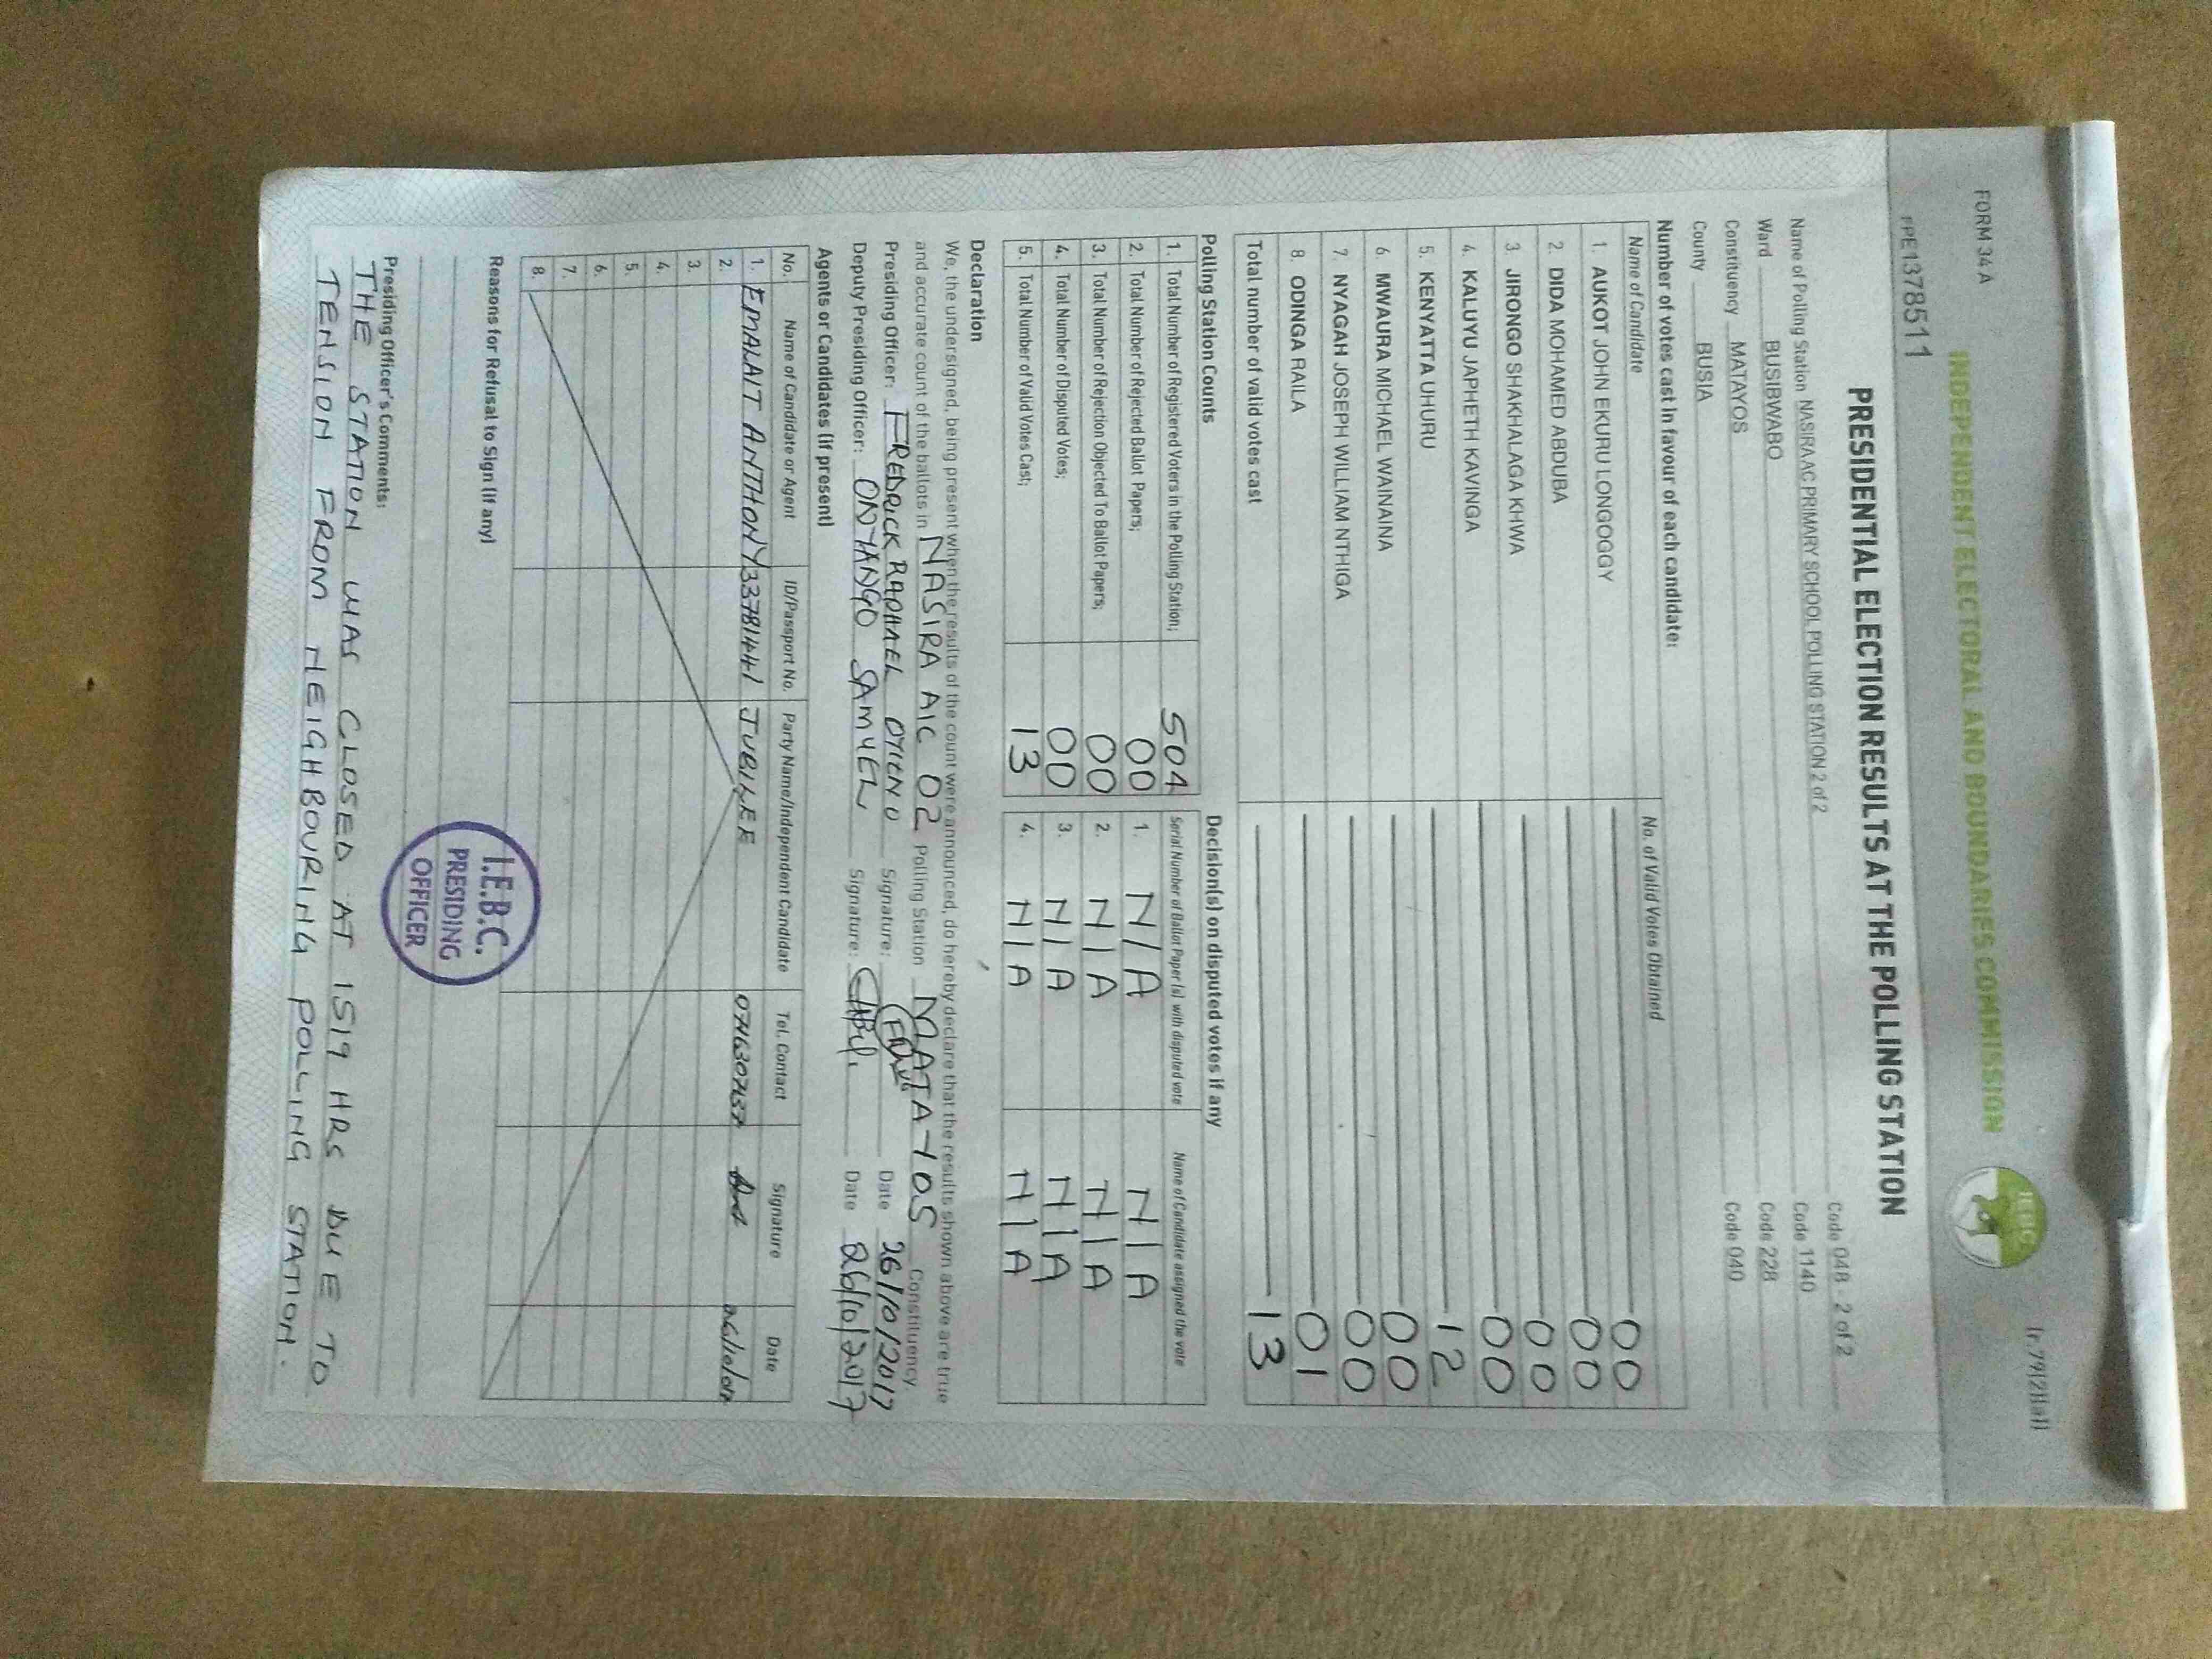 FORM 34 A
r.79(2)(a)
INDEPENDENT ELECTORAL AND BOUNDARIES COMMISSION
IEBC
PE1378511
PRESIDENTIAL ELECTION RESULTS AT THE POLLING STATION
Name of Polling Station NASIRA AC PRIMARY SCHOOL POLLING STATION 2 of 2 Code 048 - 2 of 2
Ward BUSIBWABO Code 1140
Constituency MATAYOS Code 228
County BUSIA Code 040
Number of votes cast in favour of each candidate:
Name of Candidate No. of Valid Votes Obtained
1. AUKOT JOHN EKURU LONGOGGY 00
2. DIDA MOHAMED ABDUBA 00
3. JIRONGO SHAKHALAGA KHWA 00
4. KALUYU JAPHETH KAVINGA 00
5. KENYATTA UHURU 12
6. MWAURA MICHAEL WAINAINA 00
7. NYAGAH JOSEPH WILLIAM NTHIGA 00
8. ODINGA RAILA 01
Total number of valid votes cast 13
Polling Station Counts Decision(s) on disputed votes if any
1. Total Number of Registered Voters in the Polling Station; 504 Serial Number of Ballot Paper(s) with disputed vote Name of Candidate assigned the vote
2. Total Number of Rejected Ballot Papers; 00 1. N/A N/A
3. Total Number of Rejection Objected To Ballot Papers; 00 2. N/A N/A
4. Total Number of Disputed Votes; 00 3. N/A N/A
5. Total Number of Valid Votes Cast; 13 4. N/A N/A
Declaration
We, the undersigned, being present when the results of the count were announced, do hereby declare that the results shown above are true
and accurate count of the ballots in NASIRA AIC 02 Polling Station MATAYOS Constituency.
Presiding Officer: FREDRICK RAPHAEL OTIENO Signature: Date 26/10/2017
Deputy Presiding Officer: ONYANGO SAMUEL Signature: Date 26/10/2017
Agents or Candidates (if present)
No. Name of Candidate or Agent ID/Passport No. Party Name/Independent Candidate Tel. Contact Signature Date
1. EMALAIT ANTHONY 33781441 JUBILEE
2.
3.
4.
5.
6.
7.
8.
Reasons for Refusal to Sign (if any)
I.E.B.C.
PRESIDING
OFFICER
Presiding Officer's Comments:
THE STATION WAS CLOSED AT 1519 HRS DUE TO
TENSION FROM NEIGHBOURING POLLING STATION.